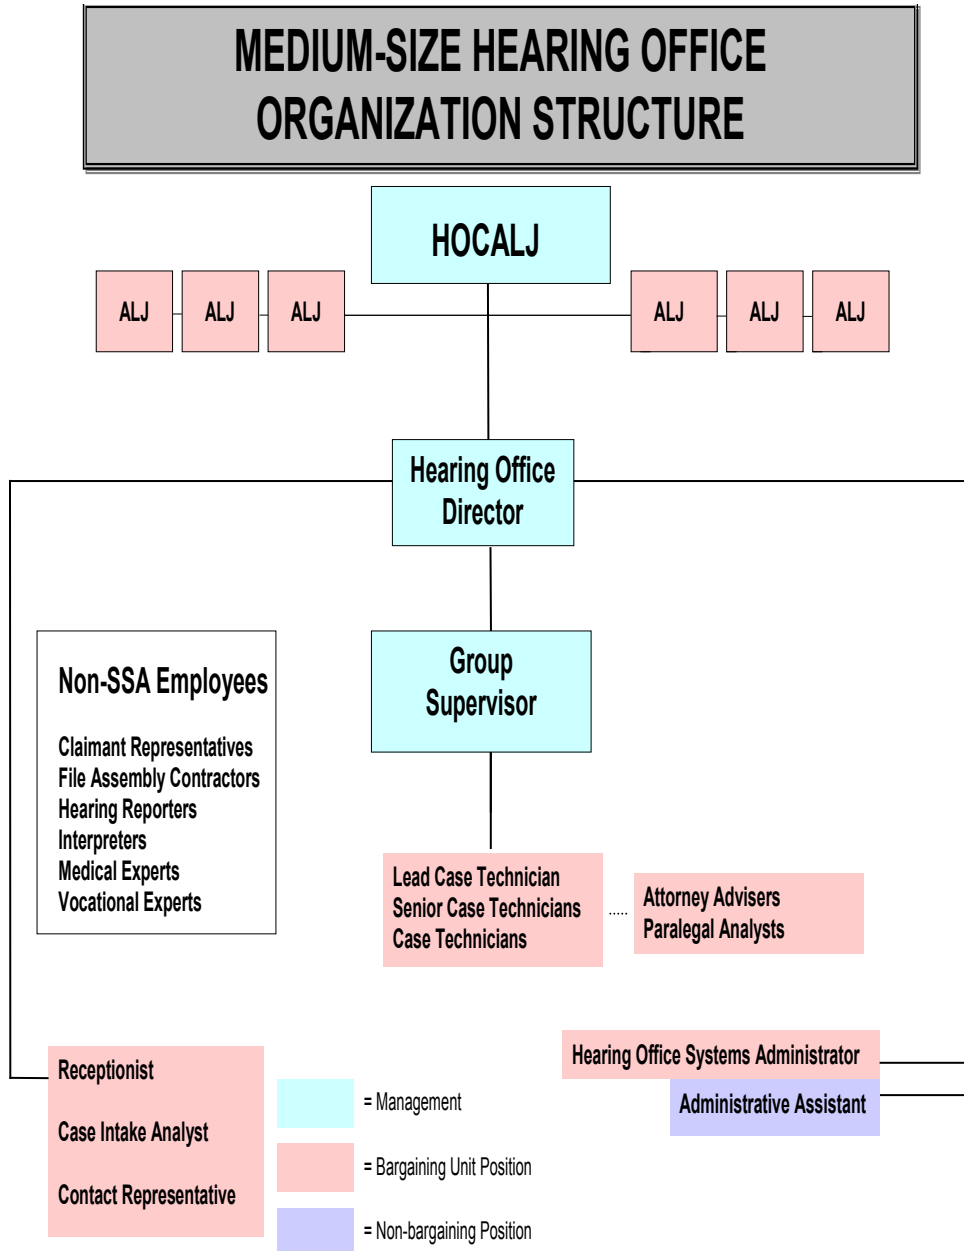 MEDIUM-SIZE HEARING OFFICE
ORGANIZATION STRUCTURE
HOCALJ
ALJ ALJ ALJ ALJ ALJ ALJ
Hearing Office
Director
Non-SSA Employees
Claimant Representatives
File Assembly Contractors
Hearing Reporters
Interpreters
Medical Experts
Vocational Experts
Group
Supervisor
Lead Case Technician
Senior Case Technicians
Case Technicians
.....
Attorney Advisers
Paralegal Analysts
Receptionist
Case Intake Analyst
Contact Representative
Hearing Office Systems Administrator
Administrative Assistant
= Management
= Bargaining Unit Position
= Non-bargaining Position